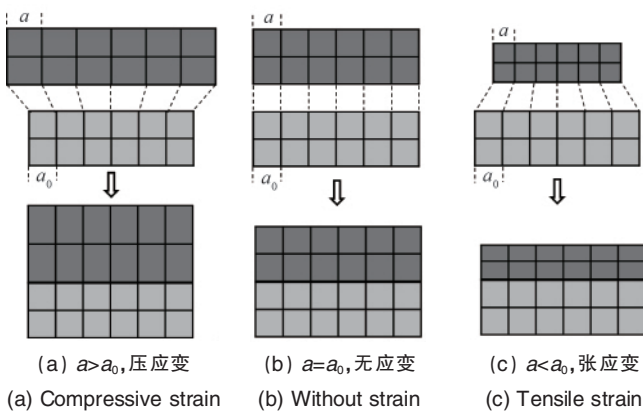 a a a
a₀ a₀ a₀
(a) a>a₀,压应变 (b) a=a₀,无应变 (c) a<a₀,张应变
(a) Compressive strain (b) Without strain (c) Tensile strain